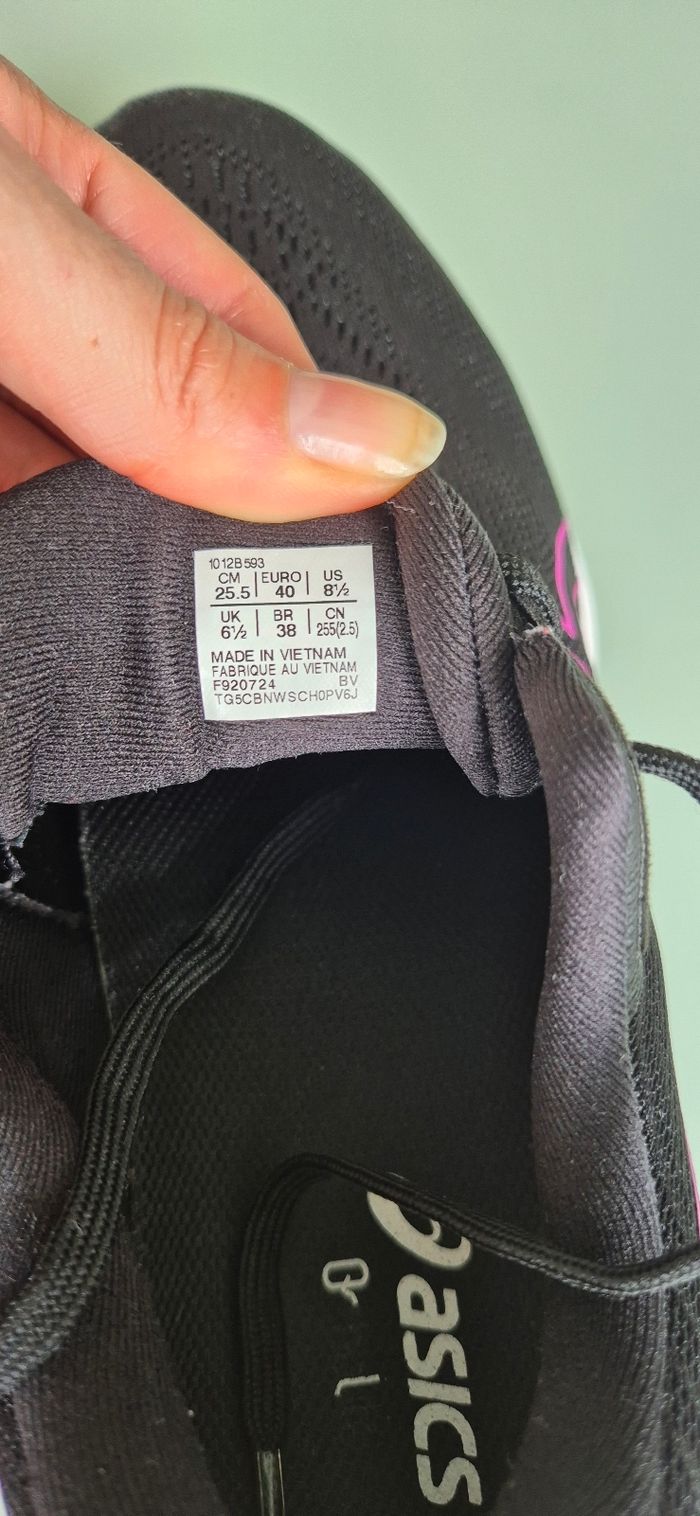 1012B593
CM EURO US
25.5 40 8½
UK BR CN
6½ 38 255(2.5)
MADE IN VIETNAM
FABRIQUE AU VIETNAM
F920724 BV
TG5CBNWSCH0PV6J
asics